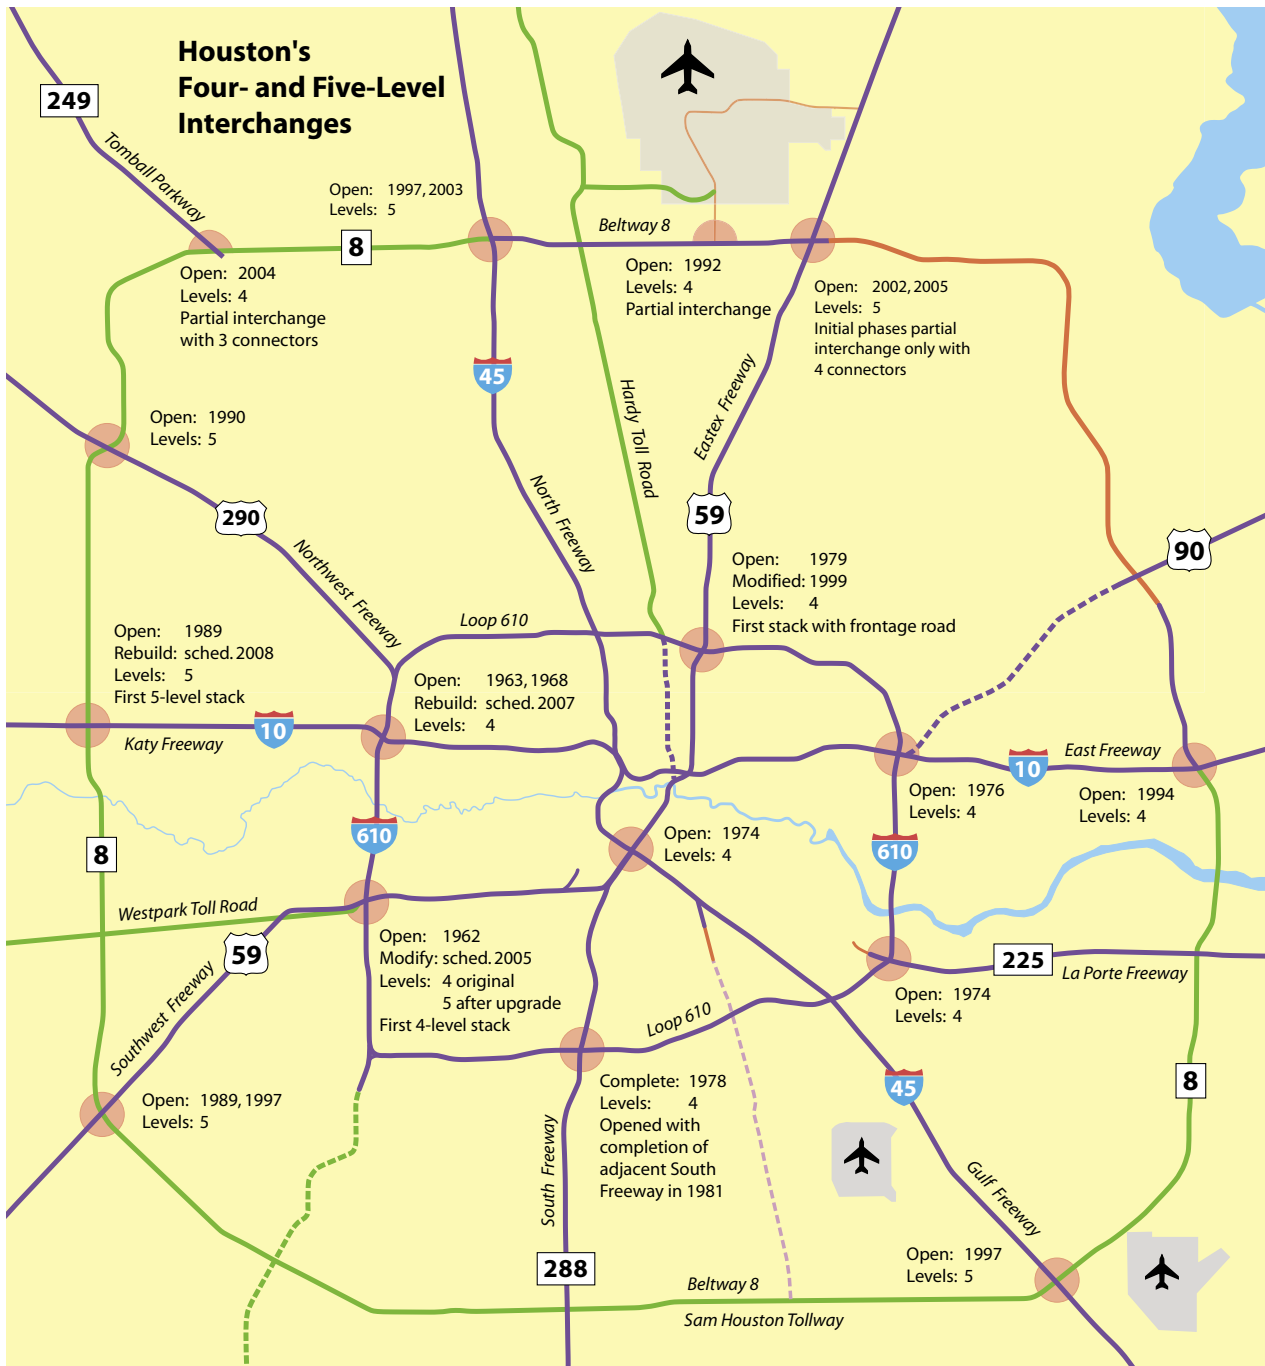 Houston's
Four- and Five-Level
Interchanges
249
Tomball Parkway
Open: 1997, 2003
Levels: 5
8
Beltway 8
Open: 2004
Levels: 4
Partial interchange
with 3 connectors
Open: 1992
Levels: 4
Partial interchange
Open: 2002, 2005
Levels: 5
Initial phases partial
interchange only with
4 connectors
45
Hardy Toll Road
Eastex Freeway
Open: 1990
Levels: 5
290
North Freeway
59
90
Northwest Freeway
Open: 1979
Modified: 1999
Levels: 4
First stack with frontage road
Loop 610
Open: 1989
Rebuild: sched. 2008
Levels: 5
First 5-level stack
Open: 1963, 1968
Rebuild: sched. 2007
Levels: 4
10
Katy Freeway
East Freeway
10
Open: 1976
Levels: 4
Open: 1994
Levels: 4
610
Open: 1974
Levels: 4
610
8
Westpark Toll Road
59
Southwest Freeway
Open: 1962
Modify: sched. 2005
Levels: 4 original
5 after upgrade
First 4-level stack
225
La Porte Freeway
Open: 1974
Levels: 4
Loop 610
Open: 1989, 1997
Levels: 5
Complete: 1978
Levels: 4
Opened with
completion of
adjacent South
Freeway in 1981
45
8
South Freeway
Gulf Freeway
288
Open: 1997
Levels: 5
Beltway 8
Sam Houston Tollway